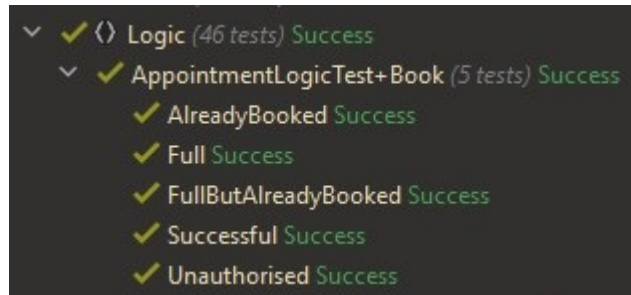 Logic (46 tests) Success
AppointmentLogicTest+Book (5 tests) Success
AlreadyBooked Success
Full Success
FullButAlreadyBooked Success
Successful Success
Unauthorised Success